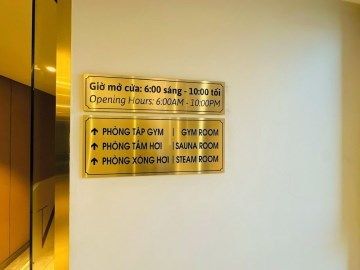 Giờ mở cửa: 6:00 sáng - 10:00 tối
Opening Hours: 6:00AM - 10:00PM
↑ PHÒNG TẬP GYM | GYM ROOM
↑ PHÒNG TẮM HƠI | SAUNA ROOM
↑ PHÒNG XÔNG HƠI | STEAM ROOM